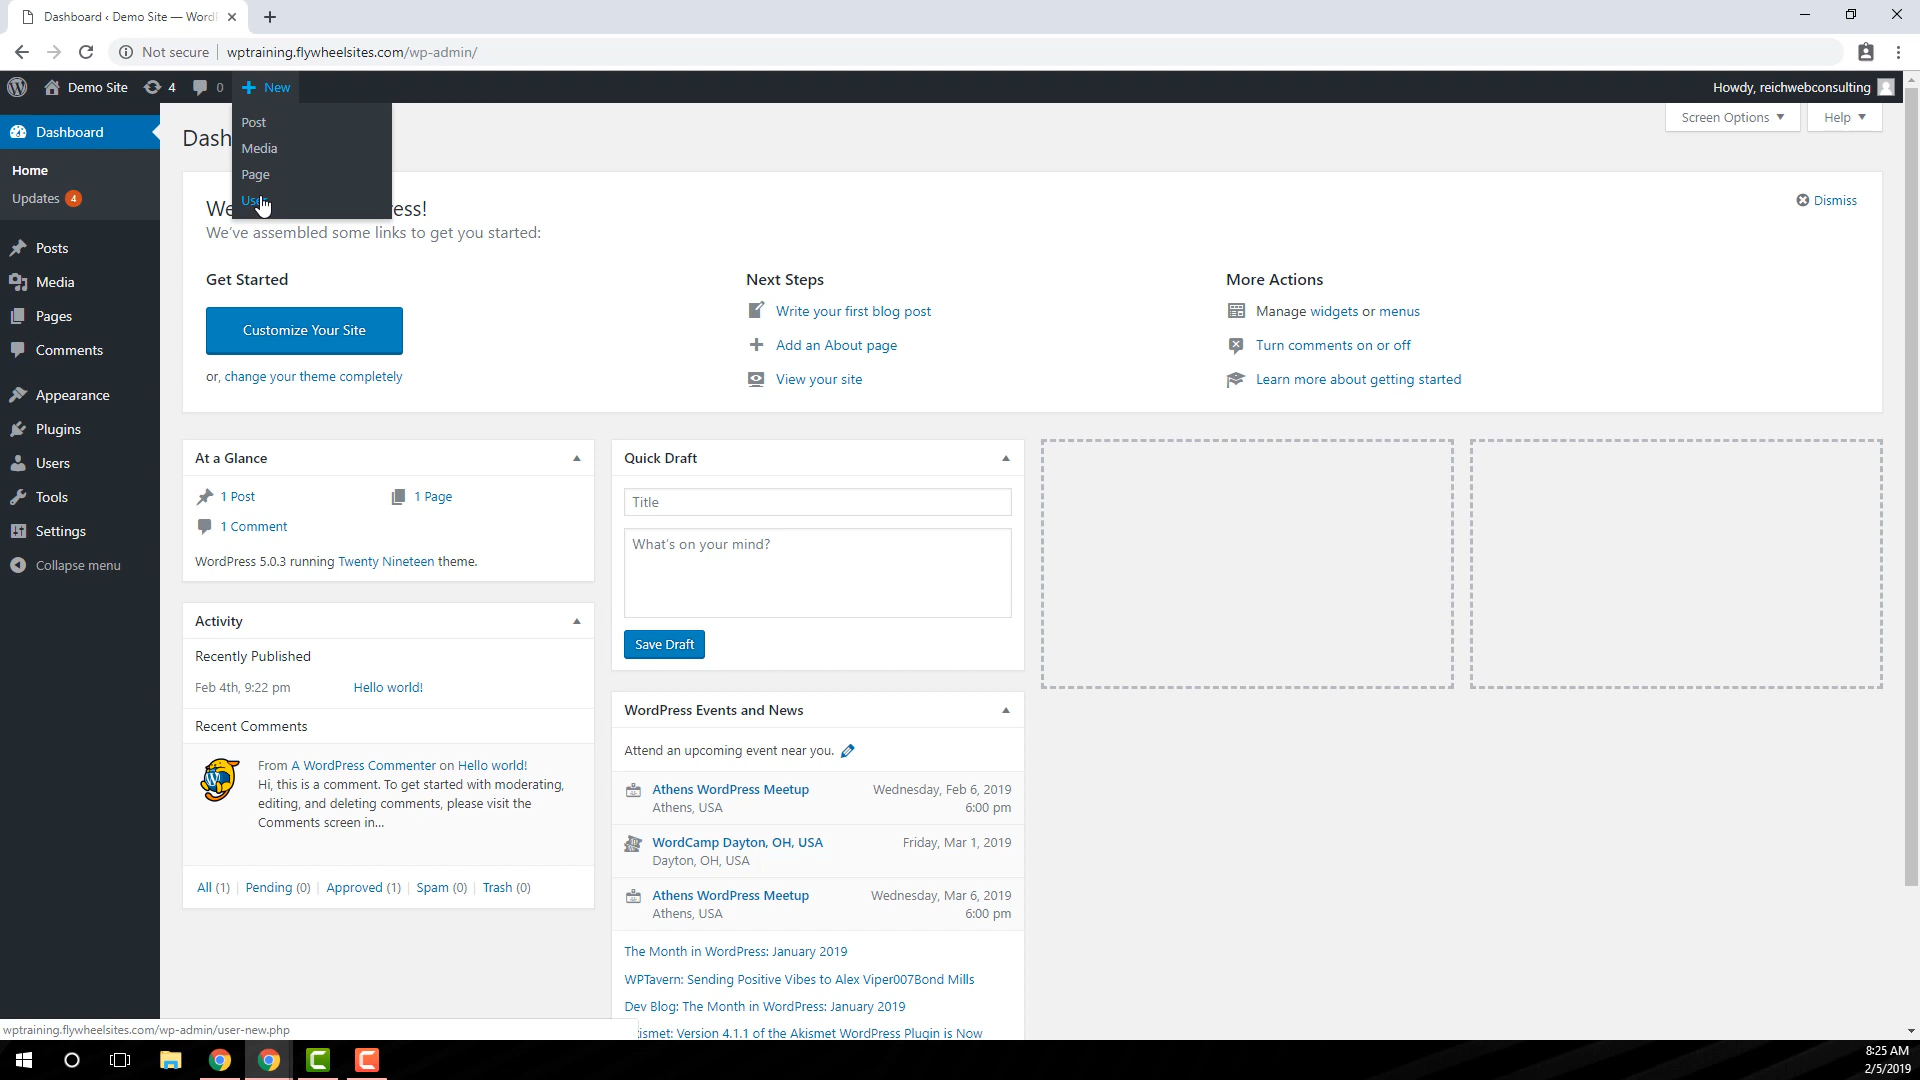 Dashboard ‹ Demo Site — Word
Not secure wptraining.flywheelsites.com/wp-admin/
Demo Site 4 0 New Howdy, reichwebconsulting
Post
Media
Page
Screen Options Help
Dashboard
Home
Updates 4
Posts
Media
Pages
Comments
Appearance
Plugins
Users
Tools
Settings
Collapse menu
Dash
We ess!
We've assembled some links to get you started:
Dismiss
Get Started
Customize Your Site
or, change your theme completely
Next Steps
Write your first blog post
Add an About page
View your site
More Actions
Manage widgets or menus
Turn comments on or off
Learn more about getting started
At a Glance
1 Post 1 Page
1 Comment
WordPress 5.0.3 running Twenty Nineteen theme.
Activity
Recently Published
Feb 4th, 9:22 pm Hello world!
Recent Comments
From A WordPress Commenter on Hello world!
Hi, this is a comment. To get started with moderating,
editing, and deleting comments, please visit the
Comments screen in...
All (1) | Pending (0) | Approved (1) | Spam (0) | Trash (0)
Quick Draft
Title
What's on your mind?
Save Draft
WordPress Events and News
Attend an upcoming event near you.
Athens WordPress Meetup Wednesday, Feb 6, 2019
Athens, USA 6:00 pm
WordCamp Dayton, OH, USA Friday, Mar 1, 2019
Dayton, OH, USA
Athens WordPress Meetup Wednesday, Mar 6, 2019
Athens, USA 6:00 pm
The Month in WordPress: January 2019
WPTavern: Sending Positive Vibes to Alex Viper007Bond Mills
Dev Blog: The Month in WordPress: January 2019
kismet: Version 4.1.1 of the Akismet WordPress Plugin is Now
wptraining.flywheelsites.com/wp-admin/user-new.php
8:25 AM
2/5/2019